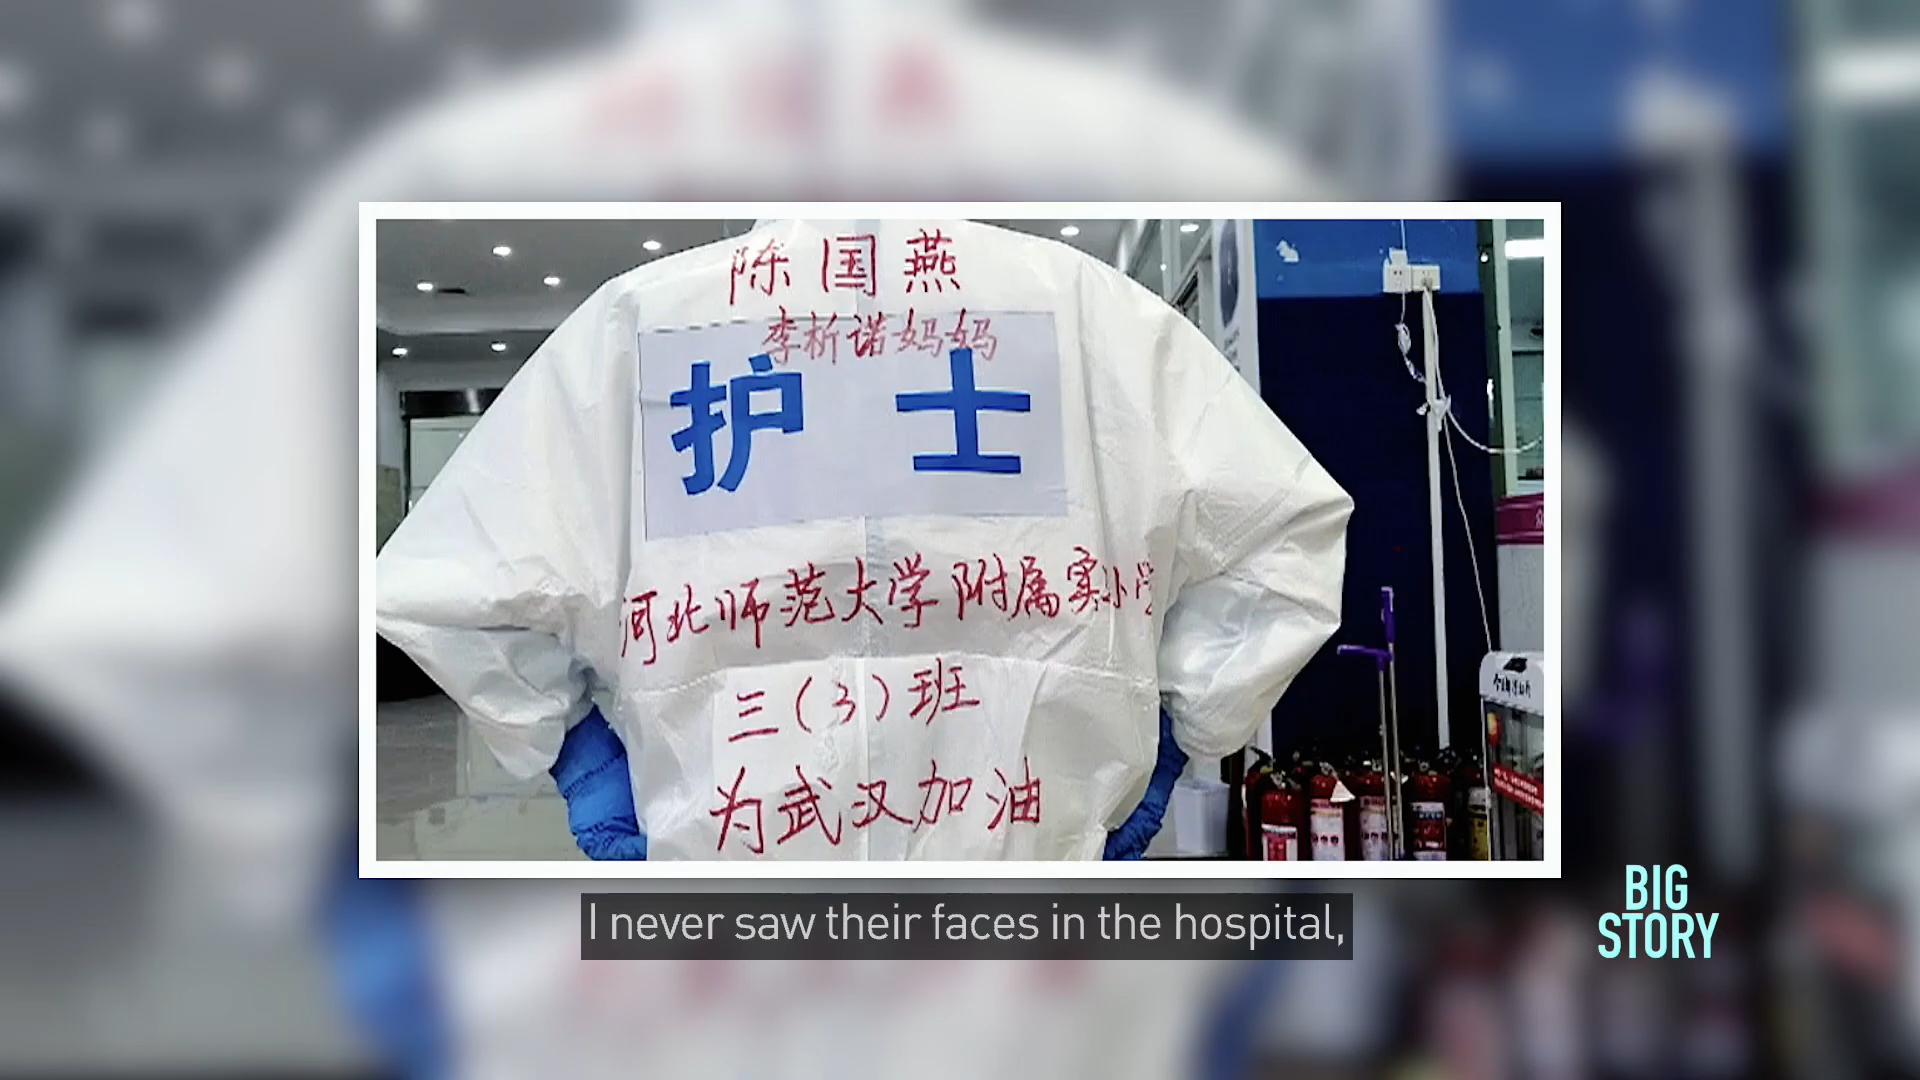 陈国燕
李析诺妈妈
护士
河北师范大学附属实小学
三(3)班
为武汉加油
I never saw their faces in the hospital,
BIG
STORY